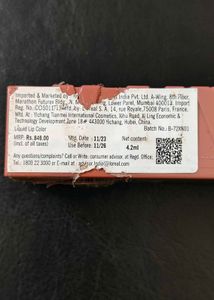 Imported & Marketed by India Pvt. Ltd. A-Wing, 8th Floor,
Marathon Futurex Bldg., N. M. Lower Parel, Mumbai 400013. Import
Reg. No. Mfd. by: S.A. 14, rue Royale, 75008 Paris, France.
Mfg. At : Yichang Tianmei International Cosmetics, Xihu Road, Xi Ling Economic &
Technology Development Zone 443000 Yichang, Hubei, China.
Liquid Lip Color
Batch No.: B-72XN01
MRP: Rs. 849.00
(incl. of all taxes)
Mfg. Date : 11/23
Use Before : 11/26
4.2ml
Any questions/complaints? Call or write: consumer advisor, at Regd. Office;
Tel.: 1800 22 3000 or E-mail at